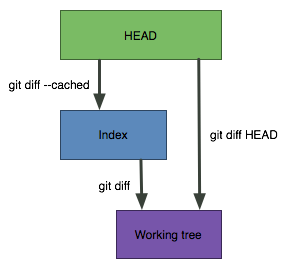 HEAD
git diff --cached
Index
git diff HEAD
git diff
Working tree